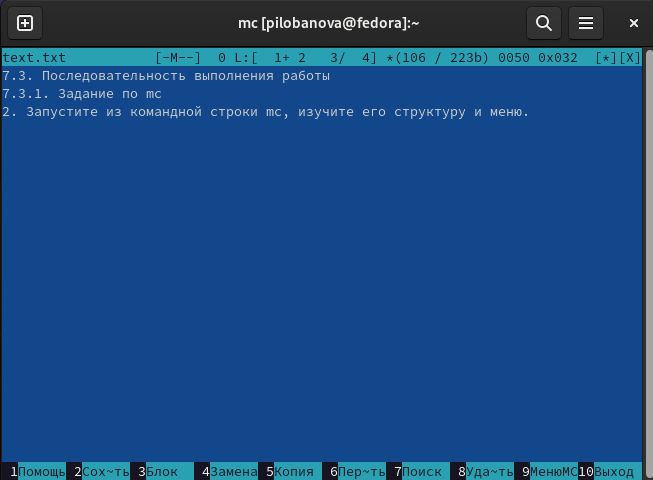 mc [pilobanova@fedora]:~
text.txt [-M--] 0 L:[ 1+ 2 3/ 4] *(106 / 223b) 0050 0x032 [*][X]
7.3. Последовательность выполнения работы
7.3.1. Задание по mc
2. Запустите из командной строки mc, изучите его структуру и меню.
1Помощь 2Сох~ть 3Блок 4Замена 5Копия 6Пер~ть 7Поиск 8Уда~ть 9МенюMC 10Выход